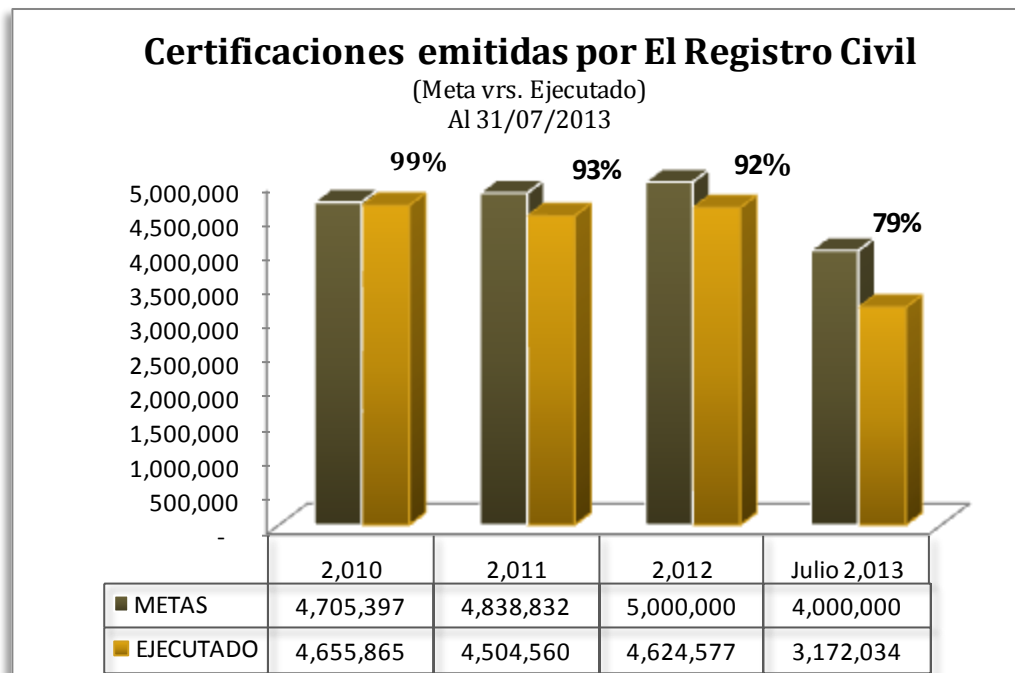 Certificaciones emitidas por El Registro Civil
(Meta vrs. Ejecutado)
Al 31/07/2013
99%
93%
92%
79%
5,000,000
4,500,000
4,000,000
3,500,000
3,000,000
2,500,000
2,000,000
1,500,000
1,000,000
500,000
-
2,010 2,011 2,012 Julio 2,013
METAS 4,705,397 4,838,832 5,000,000 4,000,000
EJECUTADO 4,655,865 4,504,560 4,624,577 3,172,034